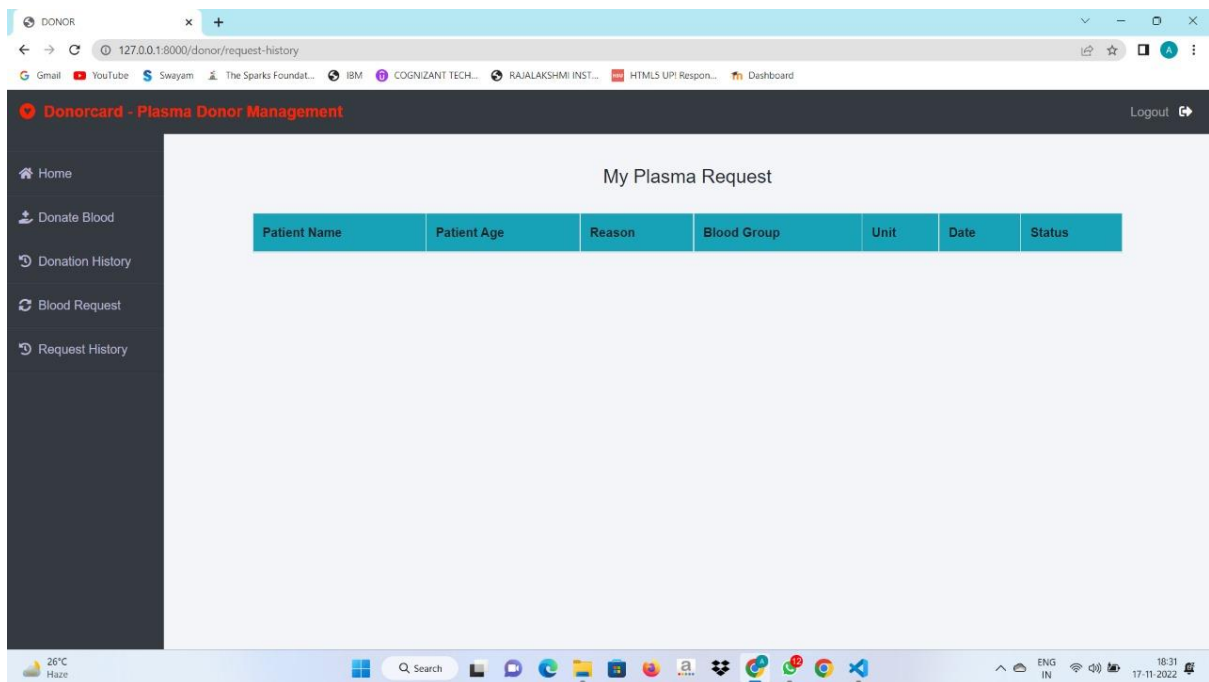 DONOR
127.0.0.1:8000/donor/request-history
A
Gmail YouTube Swayam The Sparks Foundat... IBM COGNIZANT TECH... RAJALAKSHMI INST... HTML5 UP! Respon... Dashboard
Donorcard - Plasma Donor Management Logout
Home
Donate Blood
Donation History
Blood Request
Request History
My Plasma Request
Patient Name Patient Age Reason Blood Group Unit Date Status
26°C
Haze
Search
a
12
ENG
IN
18:31
17-11-2022